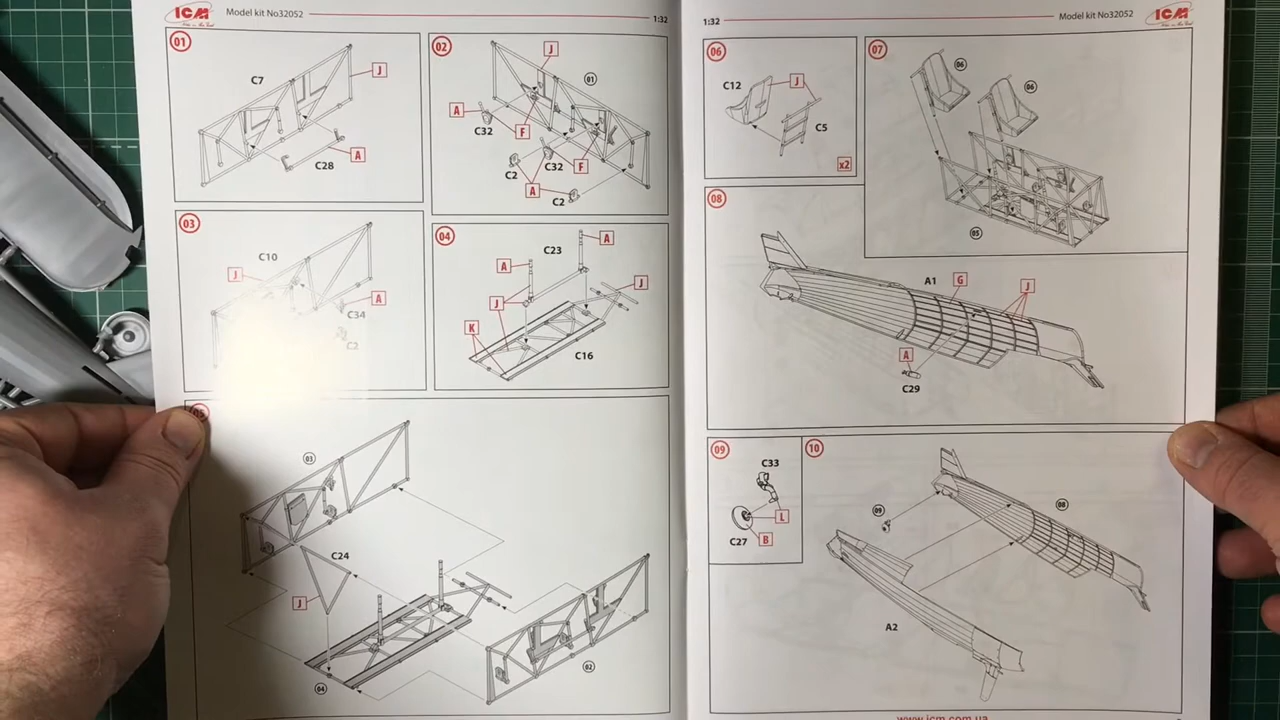 ICM
Model kit No32052
1:32
01
C7
J
C28
A
02
J
01
A
C32
F
C2
C32
F
A
C2
03
C10
J
A
C34
C2
04
C23
A
A
J
J
K
C16
05
03
C24
J
04
02
1:32
Model kit No32052
ICM
06
C12
J
C5
x2
07
06
06
05
08
A1
G
J
A
C29
09
C33
L
C27
B
10
09
08
A2
www.icm.com.ua